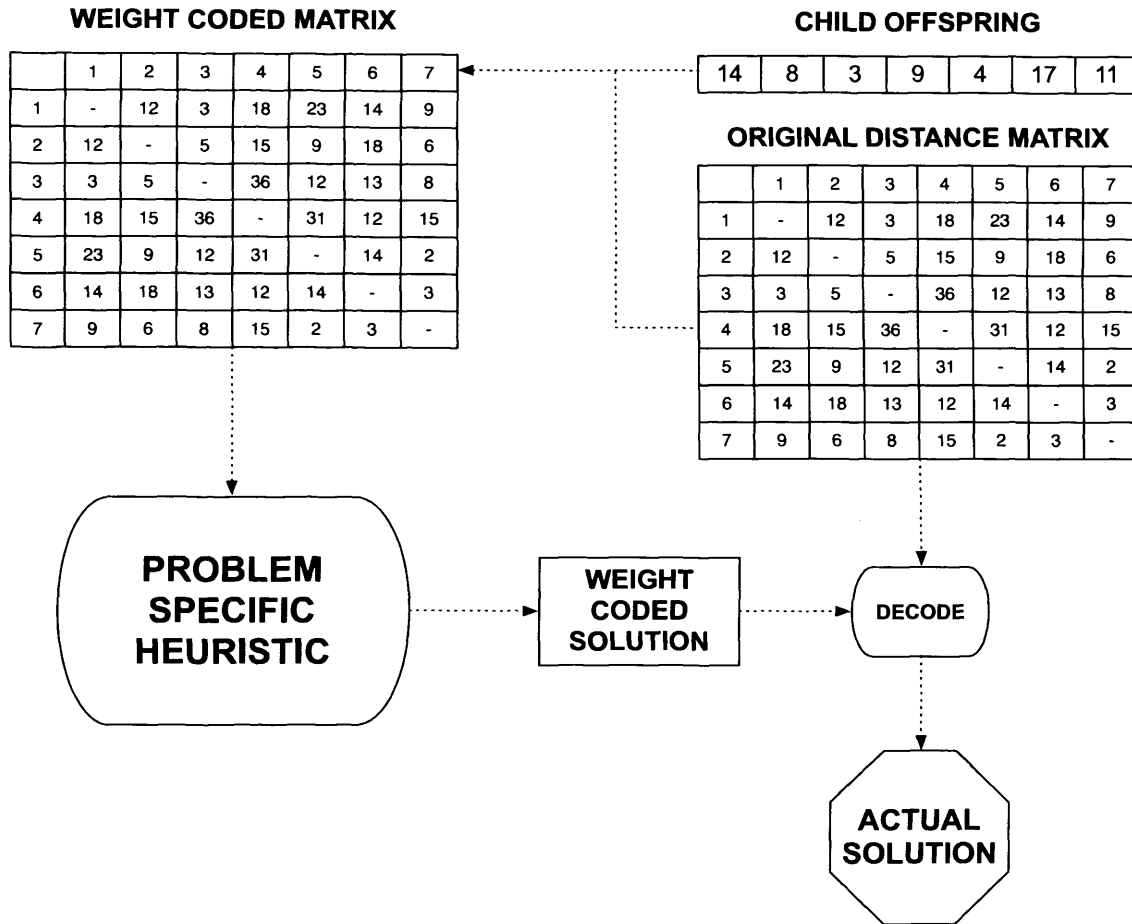 WEIGHT CODED MATRIX
1 2 3 4 5 6 7
1 - 12 3 18 23 14 9
2 12 - 5 15 9 18 6
3 3 5 - 36 12 13 8
4 18 15 36 - 31 12 15
5 23 9 12 31 - 14 2
6 14 18 13 12 14 - 3
7 9 6 8 15 2 3 -
CHILD OFFSPRING
14 8 3 9 4 17 11
ORIGINAL DISTANCE MATRIX
1 2 3 4 5 6 7
1 - 12 3 18 23 14 9
2 12 - 5 15 9 18 6
3 3 5 - 36 12 13 8
4 18 15 36 - 31 12 15
5 23 9 12 31 - 14 2
6 14 18 13 12 14 - 3
7 9 6 8 15 2 3 -
PROBLEM
SPECIFIC
HEURISTIC
WEIGHT
CODED
SOLUTION
DECODE
ACTUAL
SOLUTION